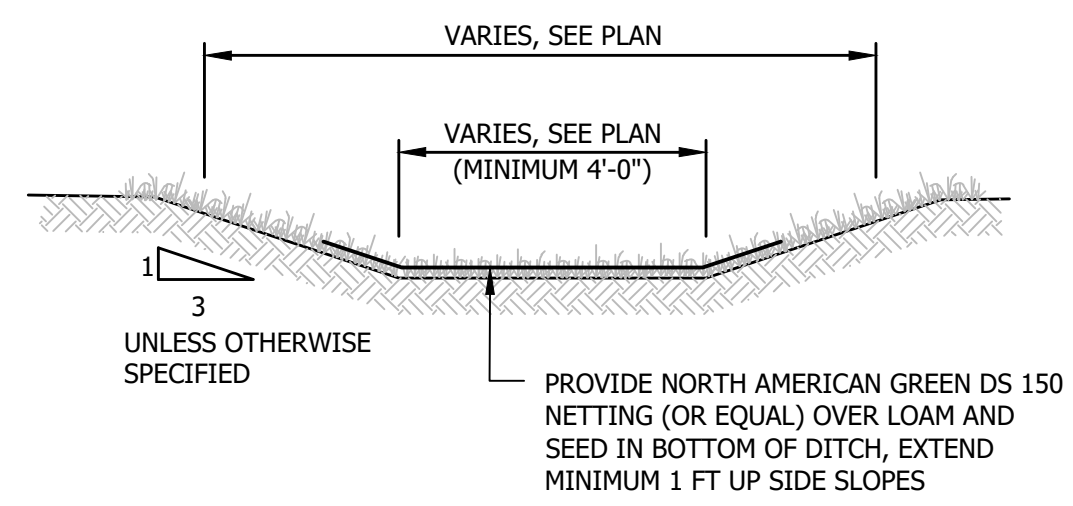 VARIES, SEE PLAN
VARIES, SEE PLAN
(MINIMUM 4'-0")
1
3
UNLESS OTHERWISE
SPECIFIED
PROVIDE NORTH AMERICAN GREEN DS 150
NETTING (OR EQUAL) OVER LOAM AND
SEED IN BOTTOM OF DITCH, EXTEND
MINIMUM 1 FT UP SIDE SLOPES